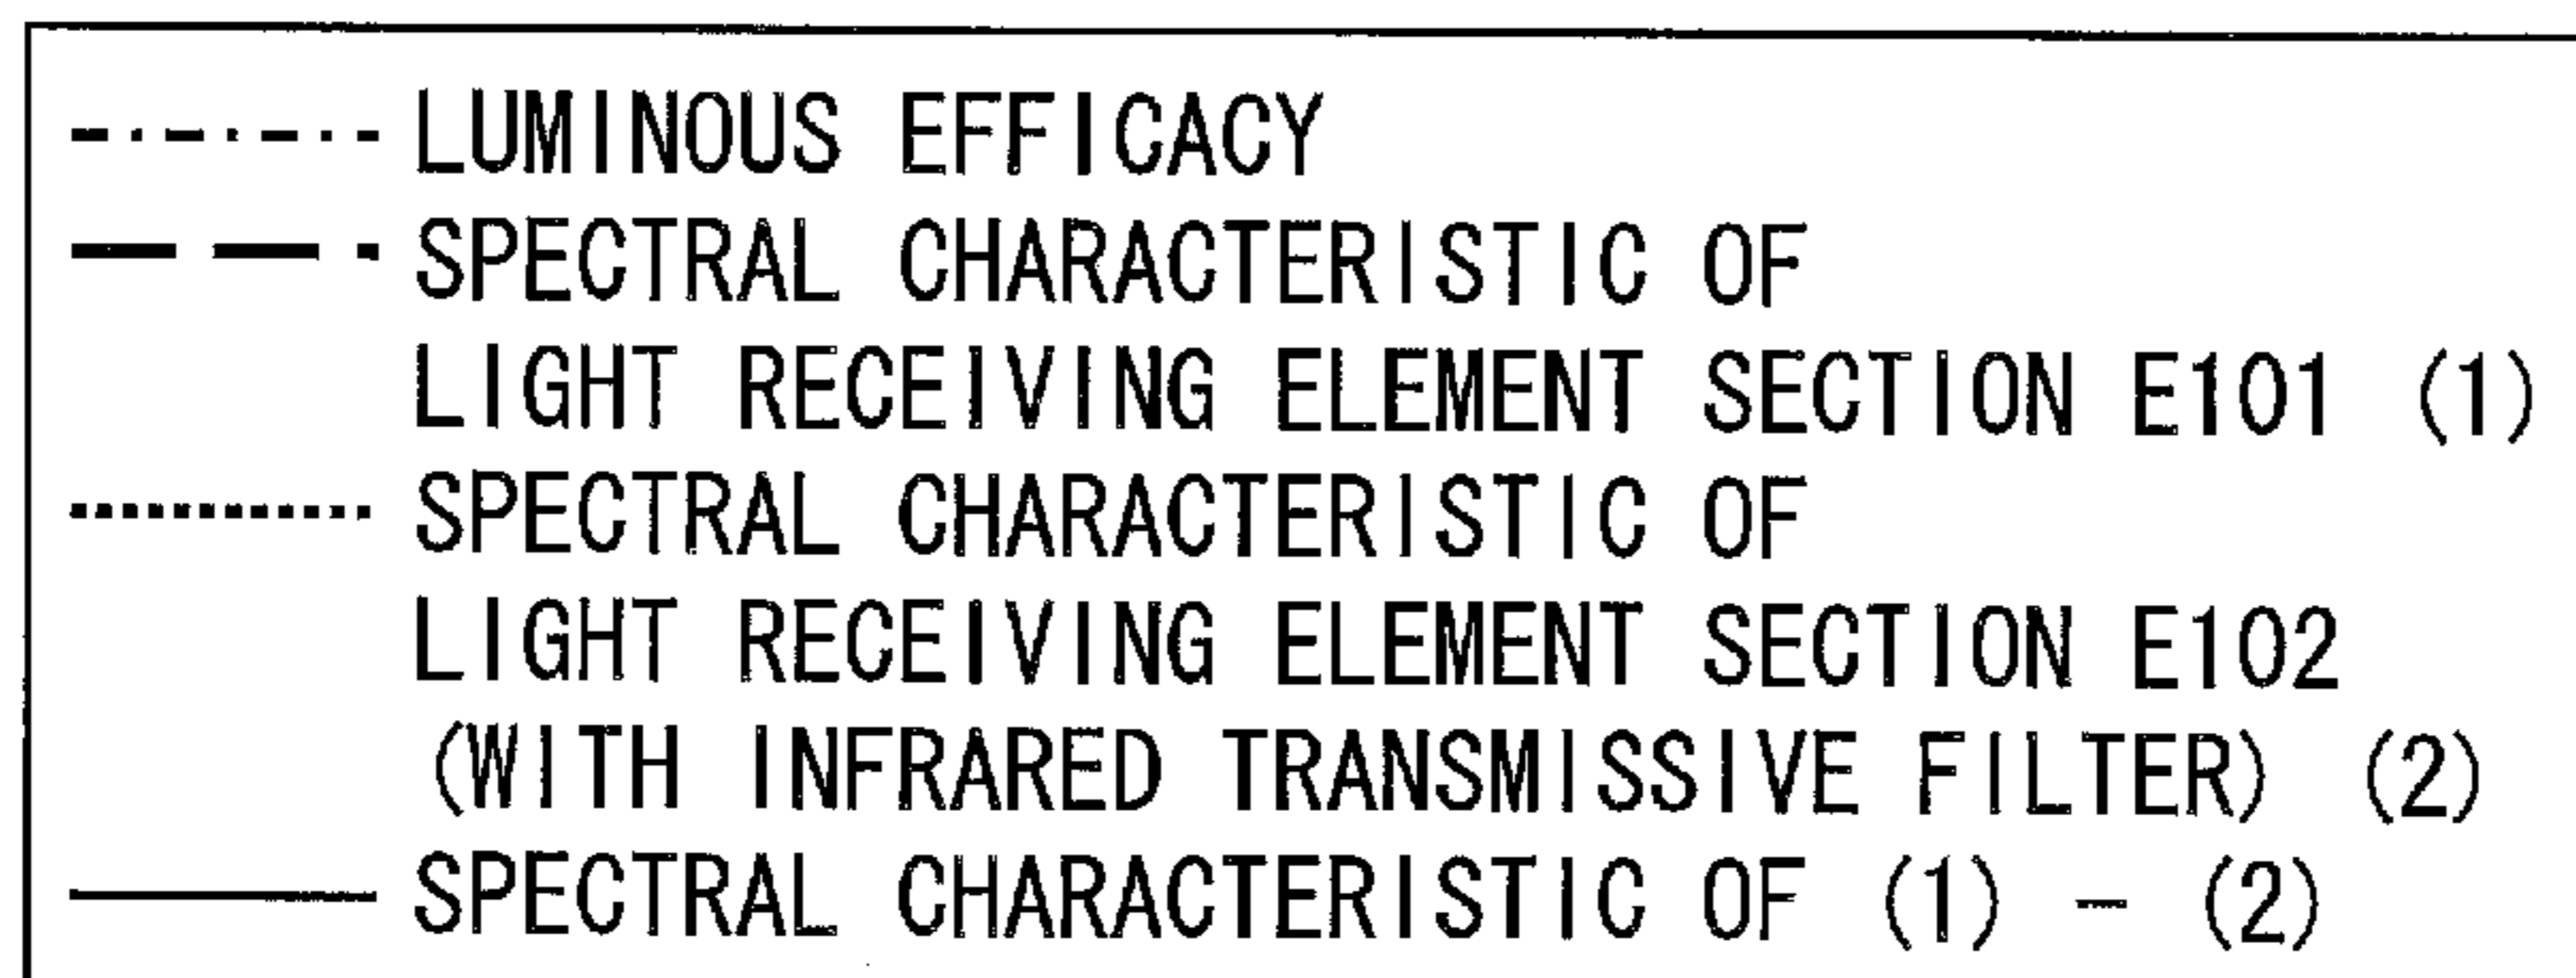 LUMINOUS EFFICACY
SPECTRAL CHARACTERISTIC OF
LIGHT RECEIVING ELEMENT SECTION E101 (1)
SPECTRAL CHARACTERISTIC OF
LIGHT RECEIVING ELEMENT SECTION E102
(WITH INFRARED TRANSMISSIVE FILTER) (2)
SPECTRAL CHARACTERISTIC OF (1) - (2)